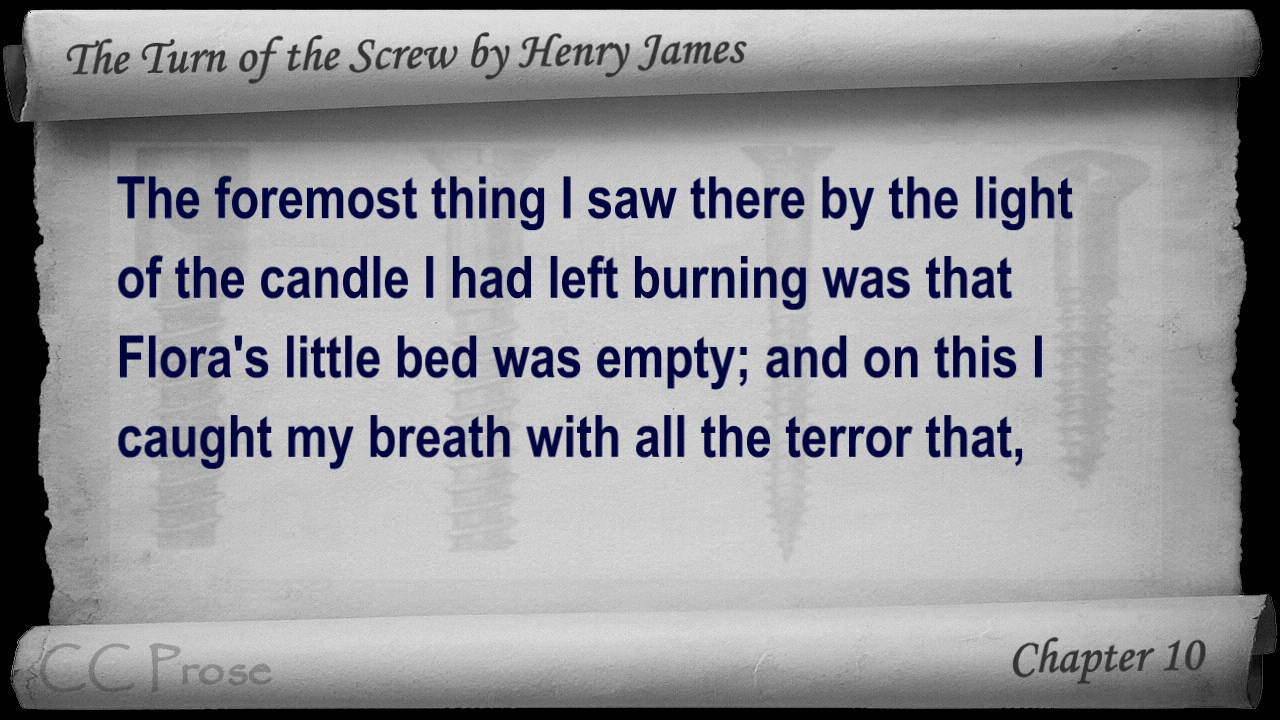 The Turn of the Screw by Henry James
The foremost thing I saw there by the light
of the candle I had left burning was that
Flora's little bed was empty; and on this I
caught my breath with all the terror that,
CC Prose
Chapter 10